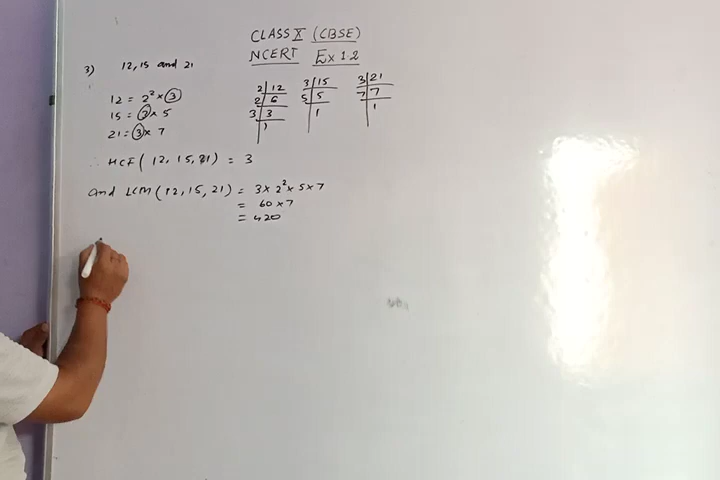 CLASS X (CBSE)
NCERT Ex 1.2
3) 12, 15 and 21
12 = 2² × 3
15 = 3 × 5
21 = 3 × 7
2 | 12
2 | 6
3 | 3
1
3 | 15
5 | 5
1
3 | 21
7 | 7
1
∴ HCF ( 12, 15, 21) = 3
and LCM (12, 15, 21) = 3 × 2² × 5 × 7
= 60 × 7
= 420